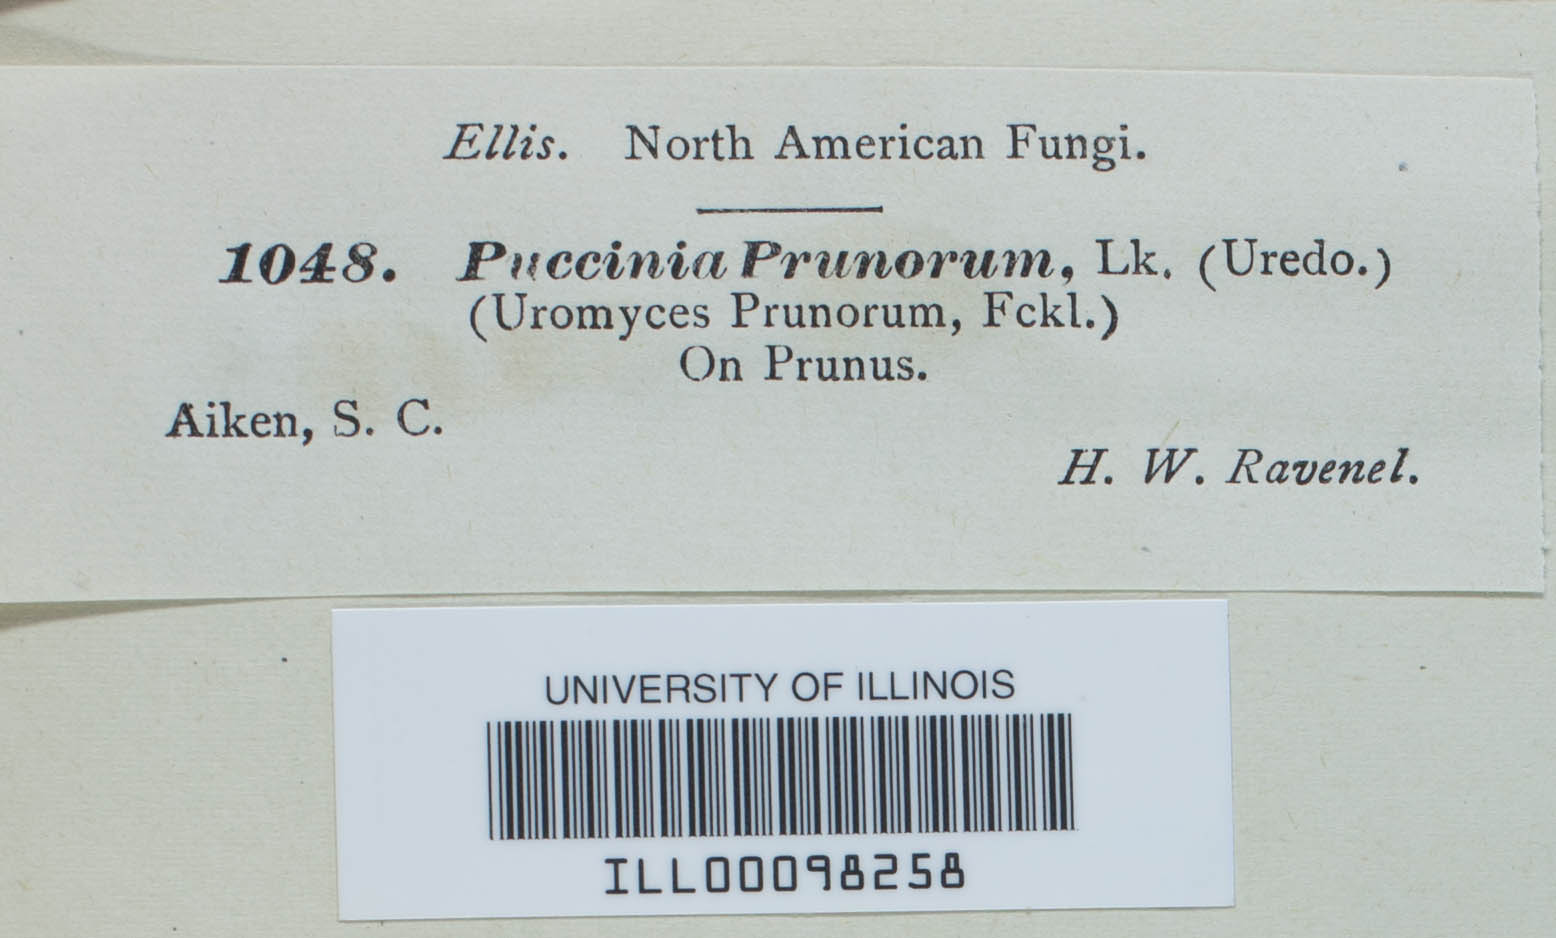 Ellis. North American Fungi.
1048. Puccinia Prunorum, Lk. (Uredo.)
(Uromyces Prunorum, Fckl.)
On Prunus.
Aiken, S. C.
H. W. Ravenel.
UNIVERSITY OF ILLINOIS
ILL00098258